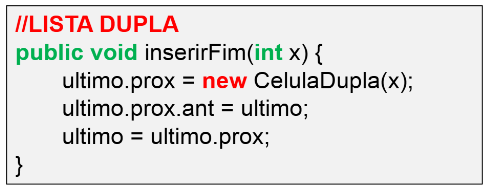 //LISTA DUPLA
public void inserirFim(int x) {
ultimo.prox = new CelulaDupla(x);
ultimo.prox.ant = ultimo;
ultimo = ultimo.prox;
}